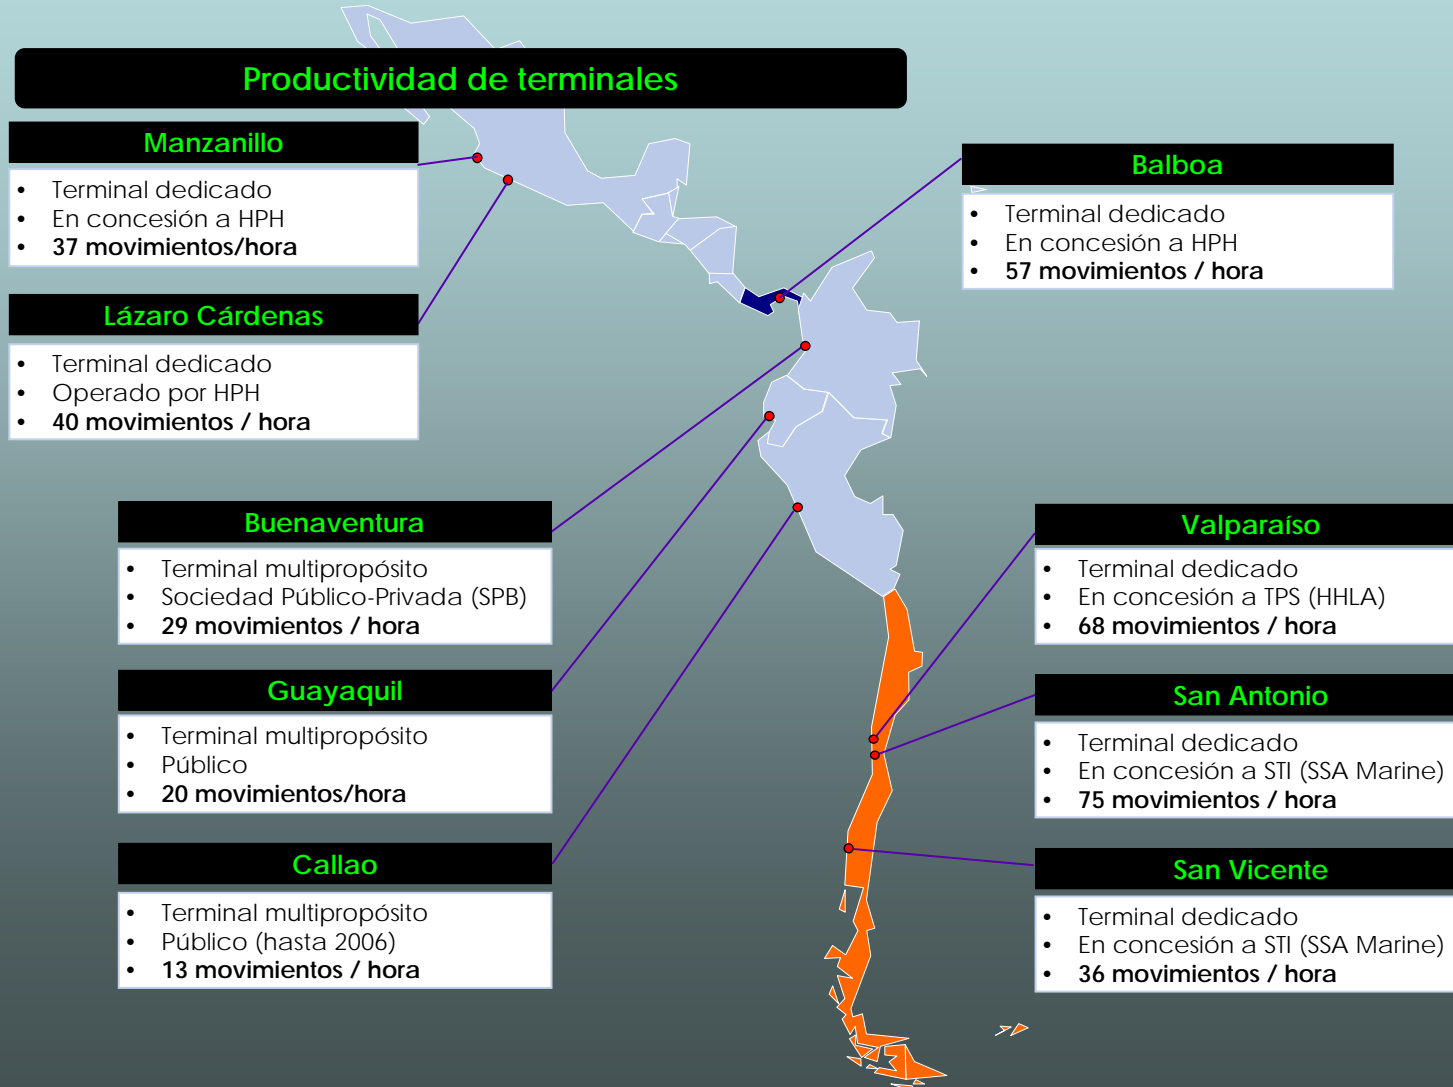 Productividad de terminales
Manzanillo
• Terminal dedicado
• En concesión a HPH
• 37 movimientos/hora
Lázaro Cárdenas
• Terminal dedicado
• Operado por HPH
• 40 movimientos / hora
Balboa
• Terminal dedicado
• En concesión a HPH
• 57 movimientos / hora
Buenaventura
• Terminal multipropósito
• Sociedad Público-Privada (SPB)
• 29 movimientos / hora
Guayaquil
• Terminal multipropósito
• Público
• 20 movimientos/hora
Callao
• Terminal multipropósito
• Público (hasta 2006)
• 13 movimientos / hora
Valparaíso
• Terminal dedicado
• En concesión a TPS (HHLA)
• 68 movimientos / hora
San Antonio
• Terminal dedicado
• En concesión a STI (SSA Marine)
• 75 movimientos / hora
San Vicente
• Terminal dedicado
• En concesión a STI (SSA Marine)
• 36 movimientos / hora